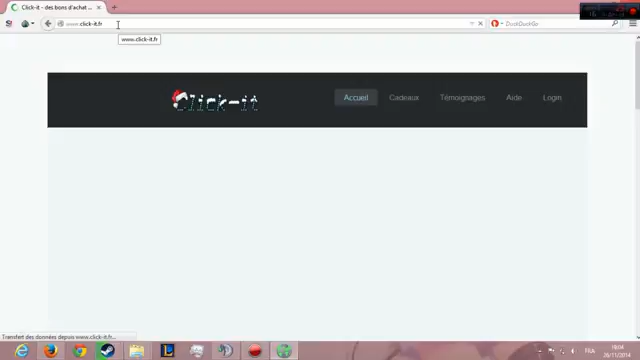 Click-it - des bons d'achat ...
www.click-it.fr
DuckDuckGo
www.click-it.fr
Click-it
Accueil
Cadeaux
Témoignages
Aide
Login
Transfert des données depuis www.click-it.fr...
FRA
19:04
26/11/2014